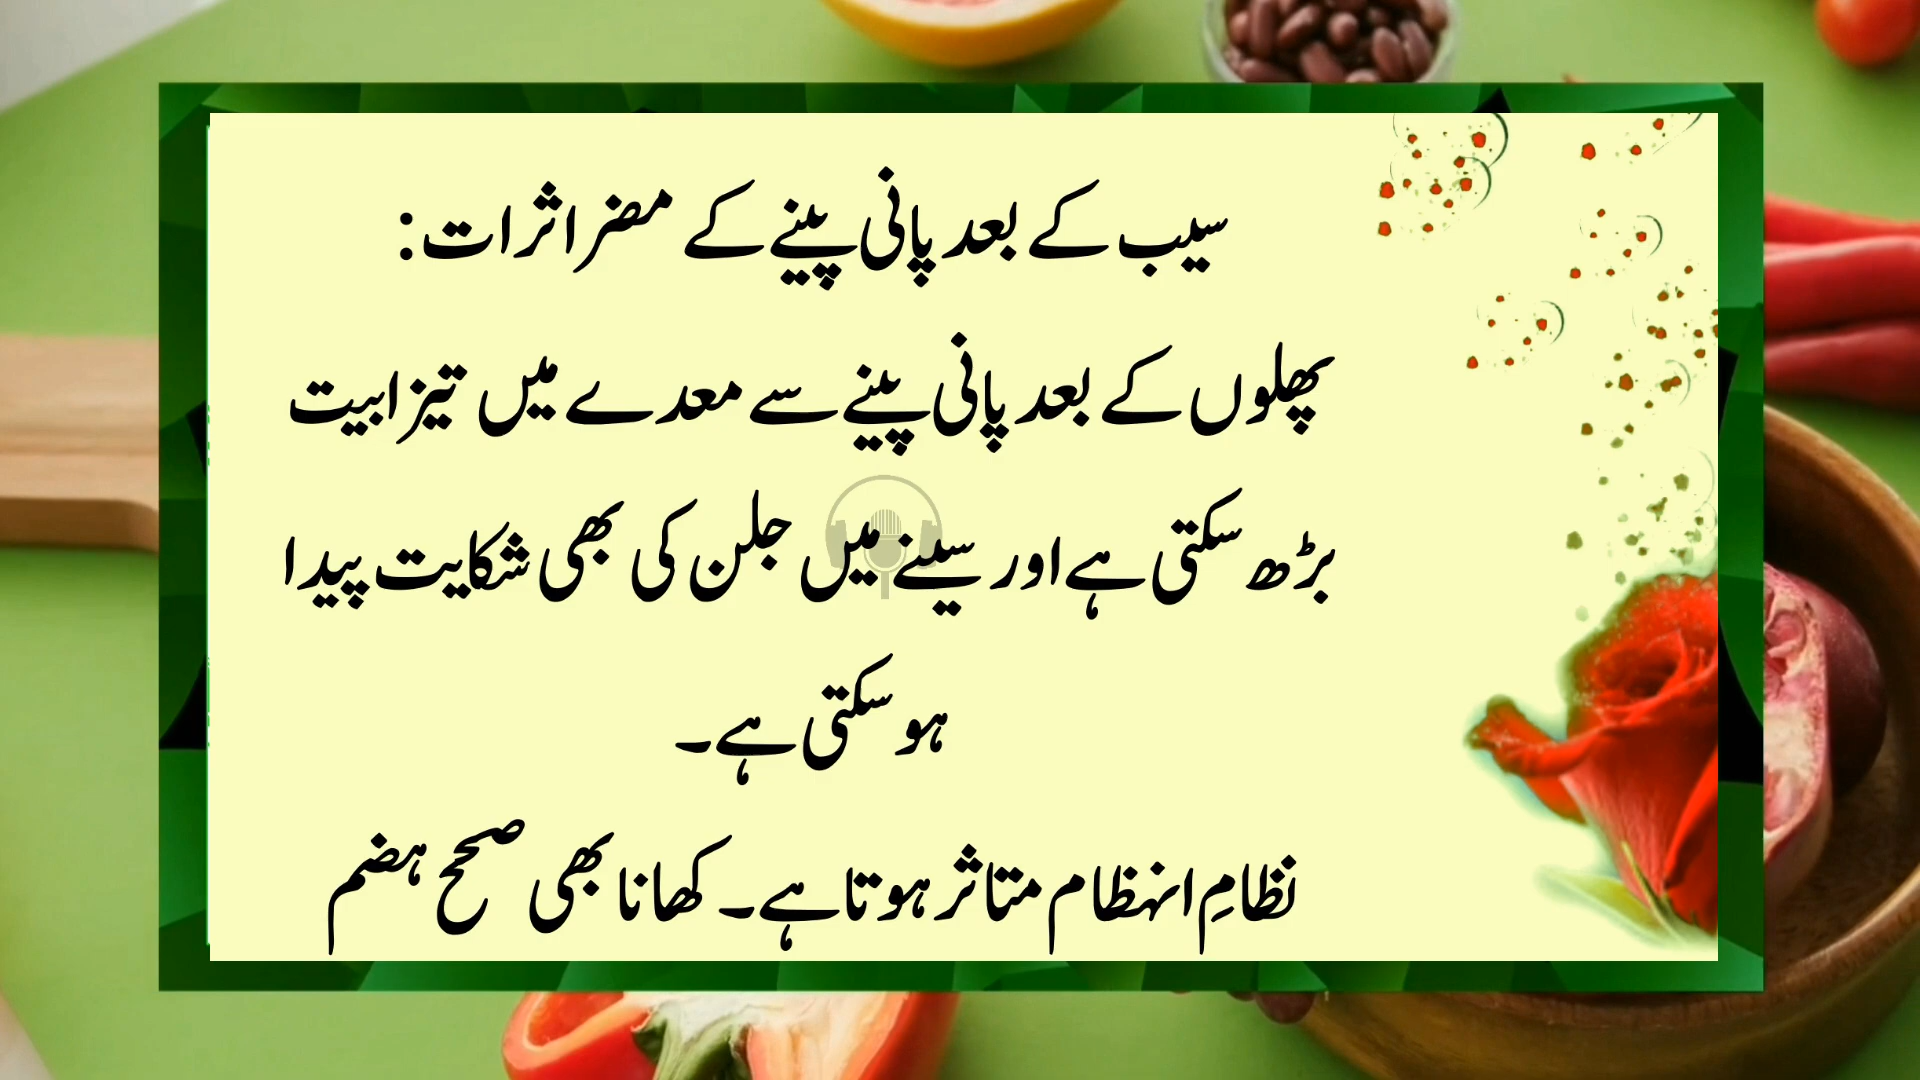 سیب کے بعد پانی پینے کے مضر اثرات:
پھلوں کے بعد پانی پینے سے معدے میں تیزابیت
بڑھ سکتی ہے اور سینے میں جلن کی بھی شکایت پیدا
ہو سکتی ہے۔
نظامِ انہظام متاثر ہوتا ہے۔ کھانا بھی صحیح ہضم